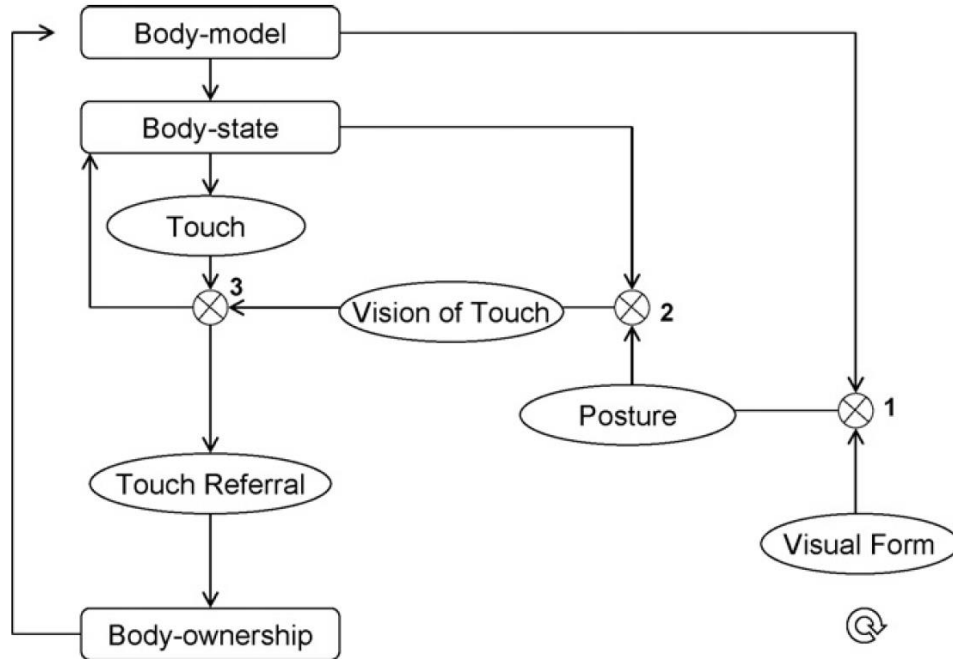 Body-model
Body-state
Touch
3
Vision of Touch
2
Posture
1
Touch Referral
Visual Form
Body-ownership